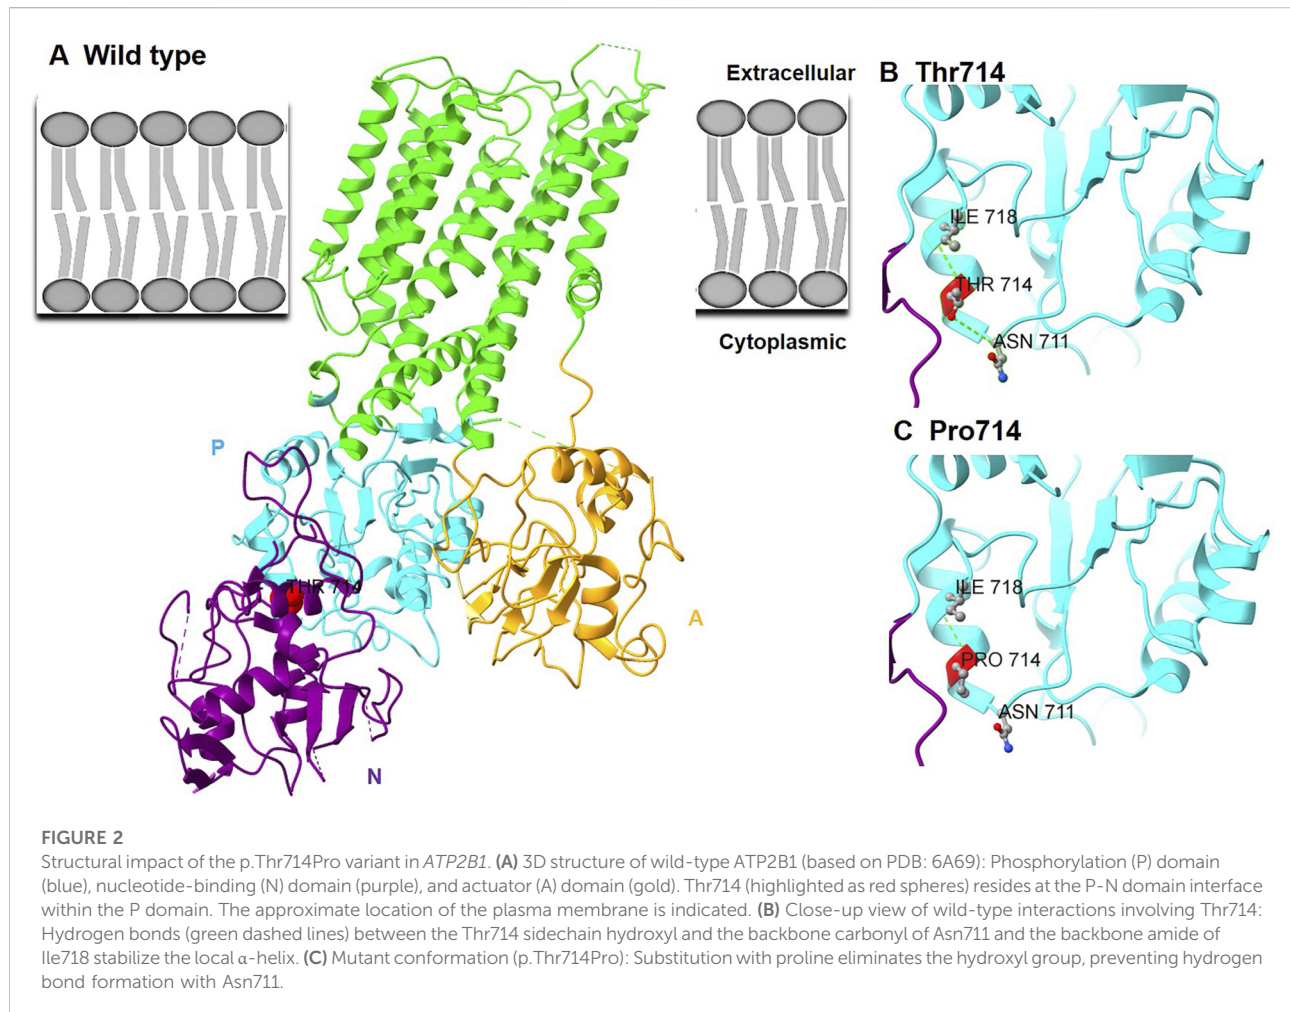 A Wild type
Extracellular
Cytoplasmic
P
THR 714
A
N
B Thr714
ILE 718
THR 714
ASN 711
C Pro714
ILE 718
PRO 714
ASN 711
FIGURE 2
Structural impact of the p.Thr714Pro variant in ATP2B1. (A) 3D structure of wild-type ATP2B1 (based on PDB: 6A69): Phosphorylation (P) domain
(blue), nucleotide-binding (N) domain (purple), and actuator (A) domain (gold). Thr714 (highlighted as red spheres) resides at the P-N domain interface
within the P domain. The approximate location of the plasma membrane is indicated. (B) Close-up view of wild-type interactions involving Thr714:
Hydrogen bonds (green dashed lines) between the Thr714 sidechain hydroxyl and the backbone carbonyl of Asn711 and the backbone amide of
Ile718 stabilize the local α-helix. (C) Mutant conformation (p.Thr714Pro): Substitution with proline eliminates the hydroxyl group, preventing hydrogen
bond formation with Asn711.